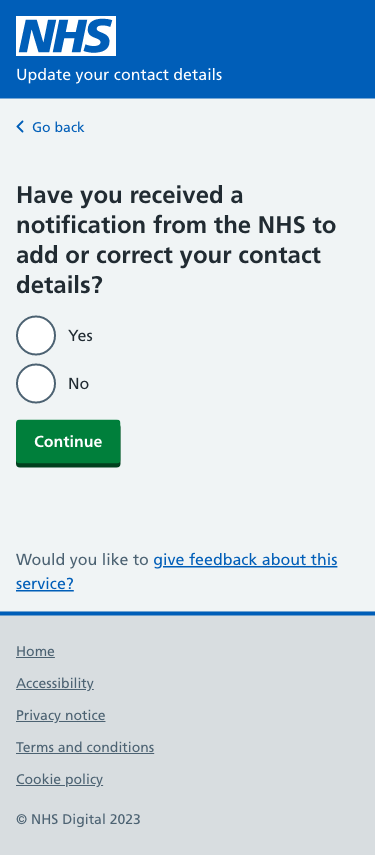 NHS
Update your contact details
Go back
Have you received a
notification from the NHS to
add or correct your contact
details?
Yes
No
Continue
Would you like to give feedback about this
service?
Home
Accessibility
Privacy notice
Terms and conditions
Cookie policy
© NHS Digital 2023